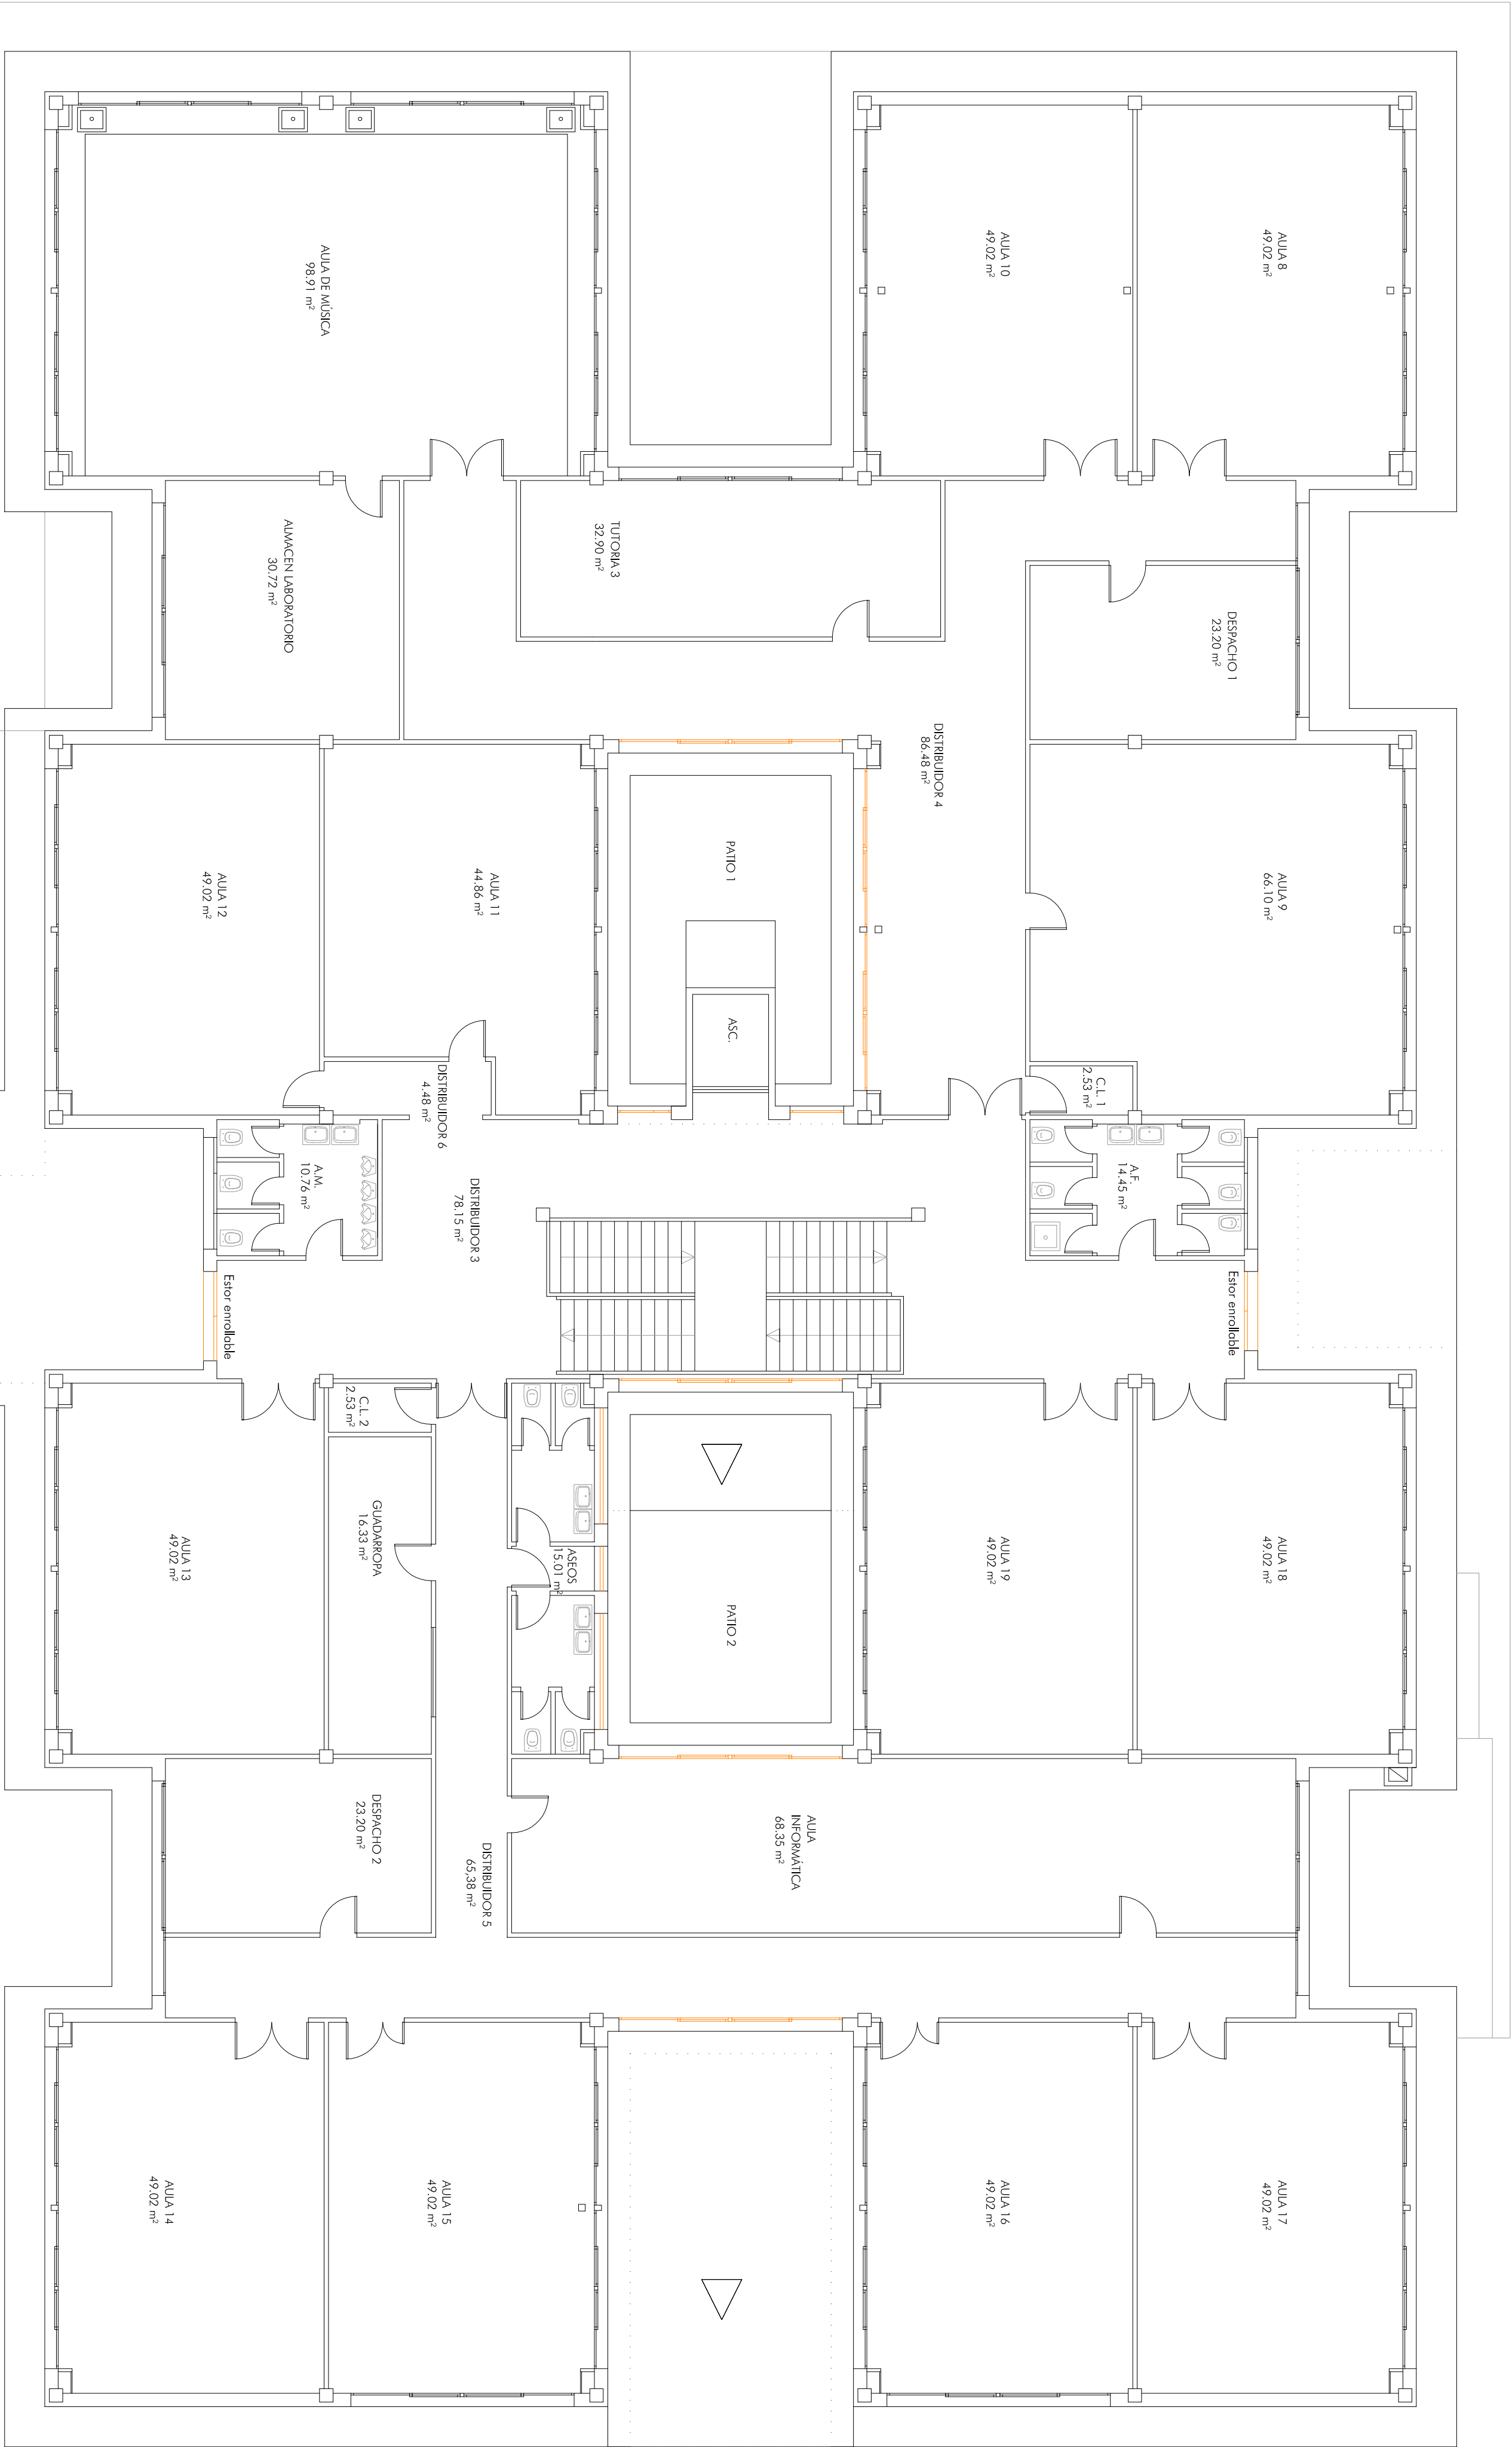 AULA 8
49.02 m²
AULA 10
49.02 m²
AULA DE MÚSICA
98.91 m²
TUTORIA 3
32.90 m²
ALMACEN LABORATORIO
30.72 m²
DESPACHO 1
23.20 m²
DISTRIBUIDOR 4
86.48 m²
AULA 9
66.10 m²
PATIO 1
ASC.
AULA 11
44.86 m²
AULA 12
49.02 m²
C.L. 1
2.53 m²
DISTRIBUIDOR 6
4.48 m²
A.F.
14.45 m²
A.M.
10.76 m²
DISTRIBUIDOR 3
78.15 m²
Estor enrollable
Estor enrollable
C.L. 2
2.53 m²
GUADARROPA
16.33 m²
AULA 13
49.02 m²
ASEOS
15.01 m²
PATIO 2
AULA 19
49.02 m²
AULA 18
49.02 m²
DESPACHO 2
23.20 m²
DISTRIBUIDOR 5
65,38 m²
AULA
INFORMÁTICA
68.35 m²
AULA 17
49.02 m²
AULA 16
49.02 m²
AULA 15
49.02 m²
AULA 14
49.02 m²